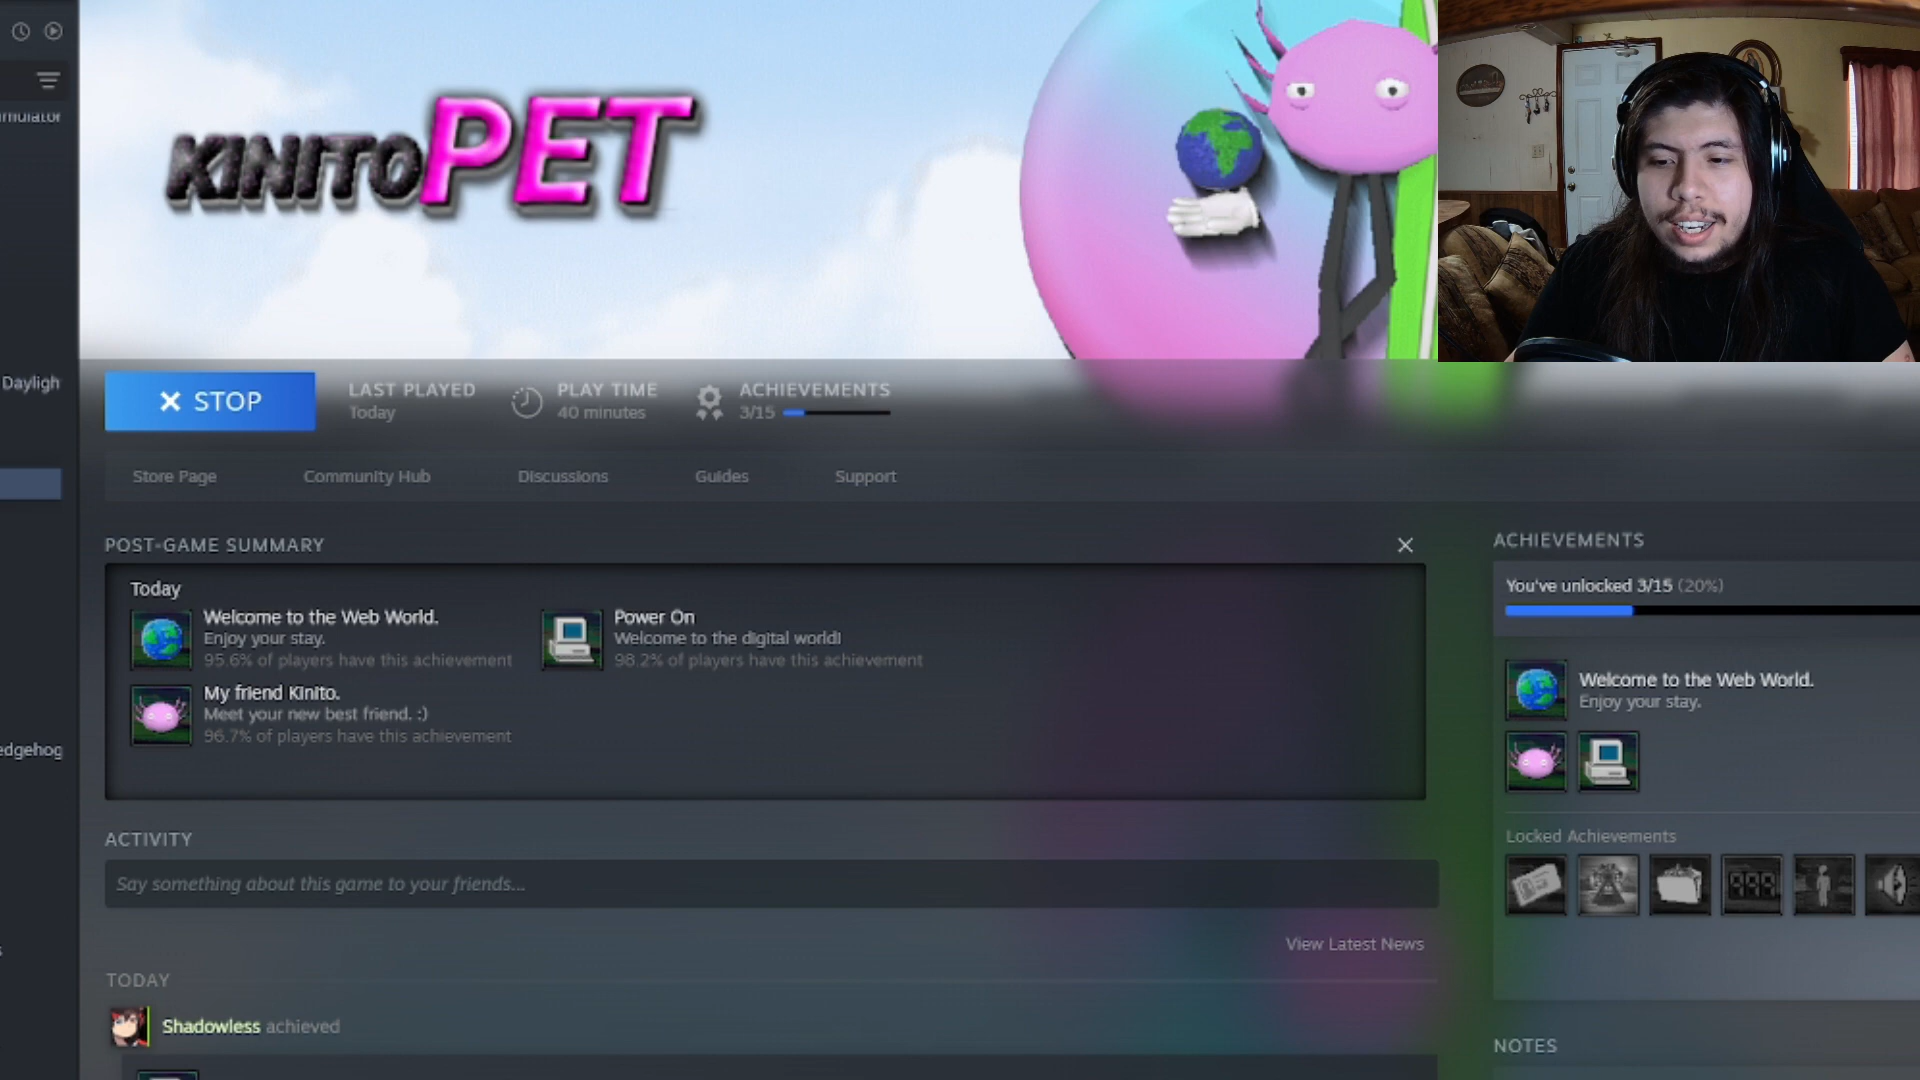 mulator
Dayligh
edgehog
KINITOPET
STOP
LAST PLAYED
Today
PLAY TIME
40 minutes
ACHIEVEMENTS
3/15
Store Page
Community Hub
Discussions
Guides
Support
POST-GAME SUMMARY
Today
Welcome to the Web World.
Enjoy your stay.
95.6% of players have this achievement
Power On
Welcome to the digital world!
98.2% of players have this achievement
My friend Kinito.
Meet your new best friend. :)
96.7% of players have this achievement
ACTIVITY
Say something about this game to your friends...
View Latest News
TODAY
Shadowless achieved
ACHIEVEMENTS
You've unlocked 3/15 (20%)
Welcome to the Web World.
Enjoy your stay.
Locked Achievements
999
NOTES